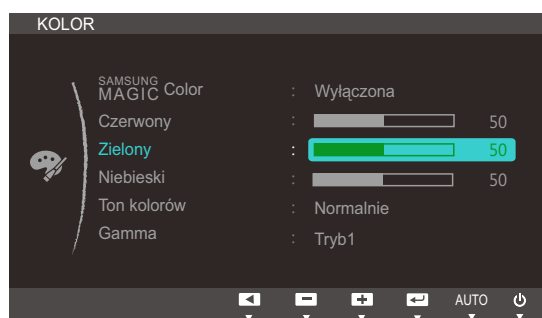 KOLOR
SAMSUNG MAGIC Color : Wyłączona
Czerwony : 50
Zielony : 50
Niebieski : 50
Ton kolorów : Normalnie
Gamma : Tryb1
AUTO